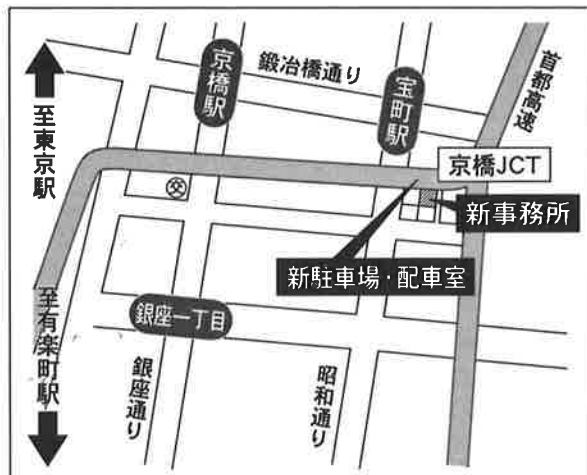 京橋駅
鍛冶橋通り
宝町駅
首都高速
至東京駅
京橋JCT
交
新事務所
新駐車場・配車室
至有楽町駅
銀座一丁目
銀座通り
昭和通り